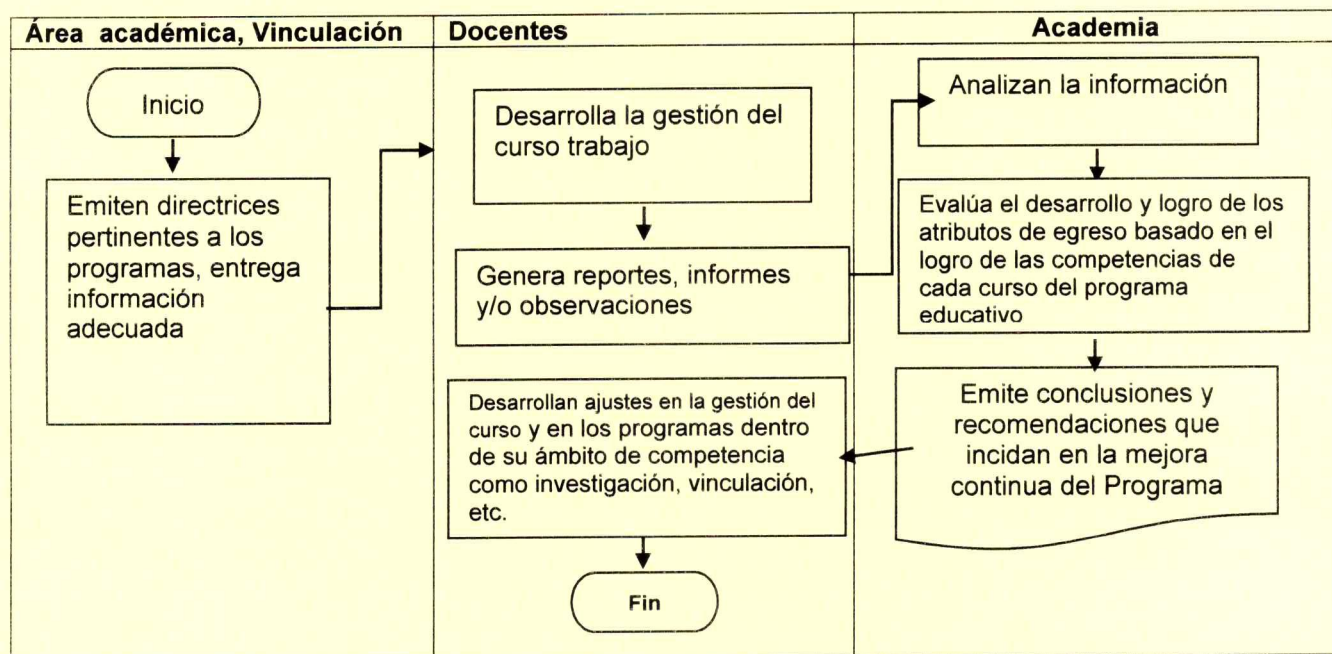 Área académica, Vinculación
Docentes
Academia
Inicio
Emiten directrices
pertinentes a los
programas, entrega
información
adecuada
Desarrolla la gestión del
curso trabajo
Genera reportes, informes
y/o observaciones
Analizan la información
Evalúa el desarrollo y logro de los
atributos de egreso basado en el
logro de las competencias de
cada curso del programa
educativo
Emite conclusiones y
recomendaciones que
incidan en la mejora
continua del Programa
Desarrollan ajustes en la gestión del
curso y en los programas dentro
de su ámbito de competencia
como investigación, vinculación,
etc.
Fin